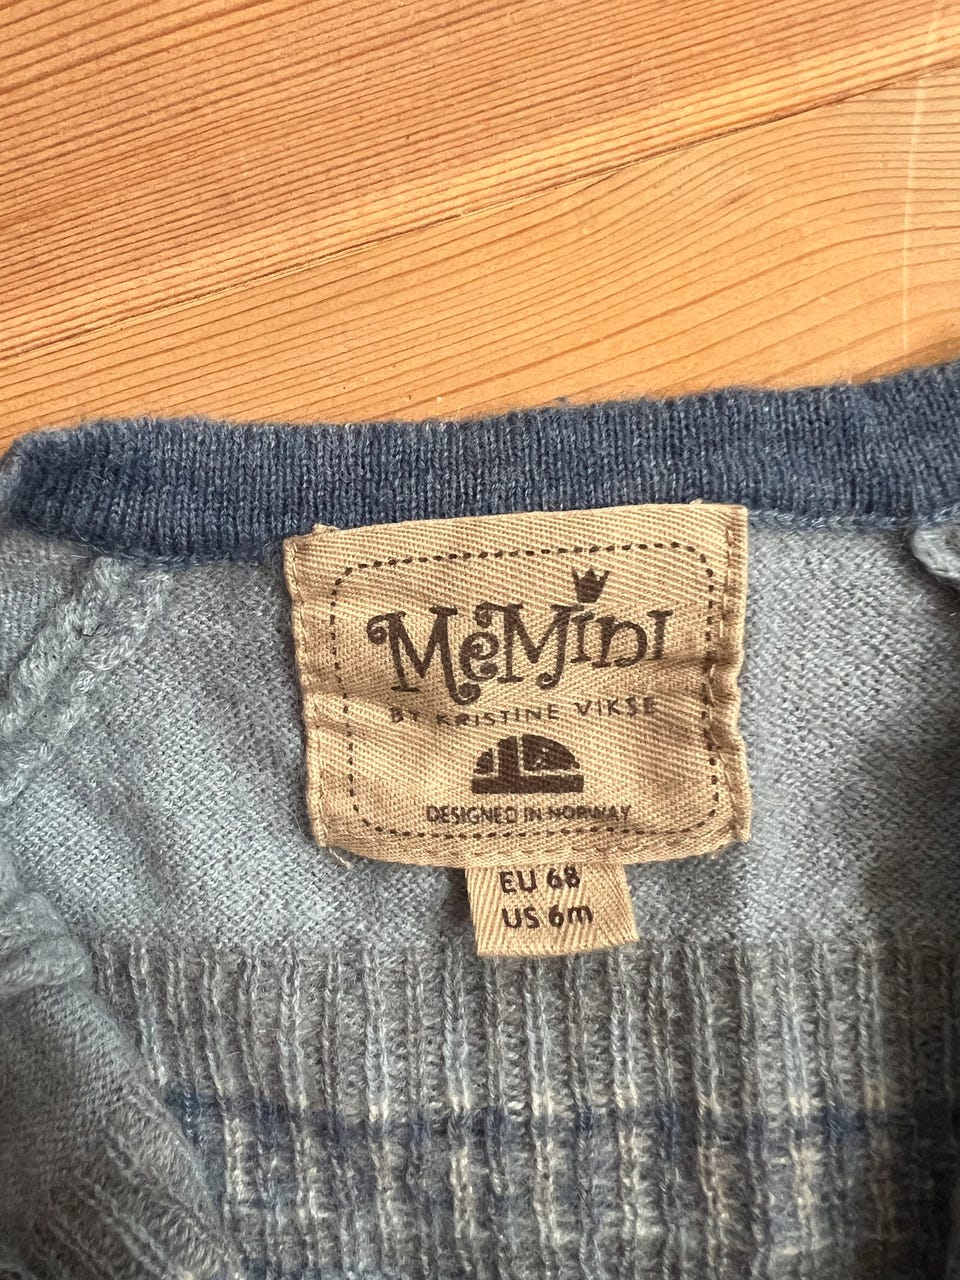 MeMini
BY KRISTINE VIKSE
DESIGNED IN NORWAY
EU 68
US 6m